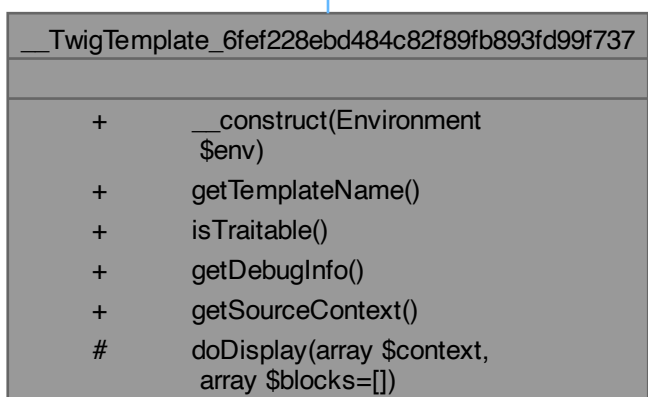 __TwigTemplate_6fef228ebd484c82f89fb893fd99f737
+ __construct(Environment
$env)
+ getTemplateName()
+ isTraitable()
+ getDebugInfo()
+ getSourceContext()
# doDisplay(array $context,
array $blocks=[])